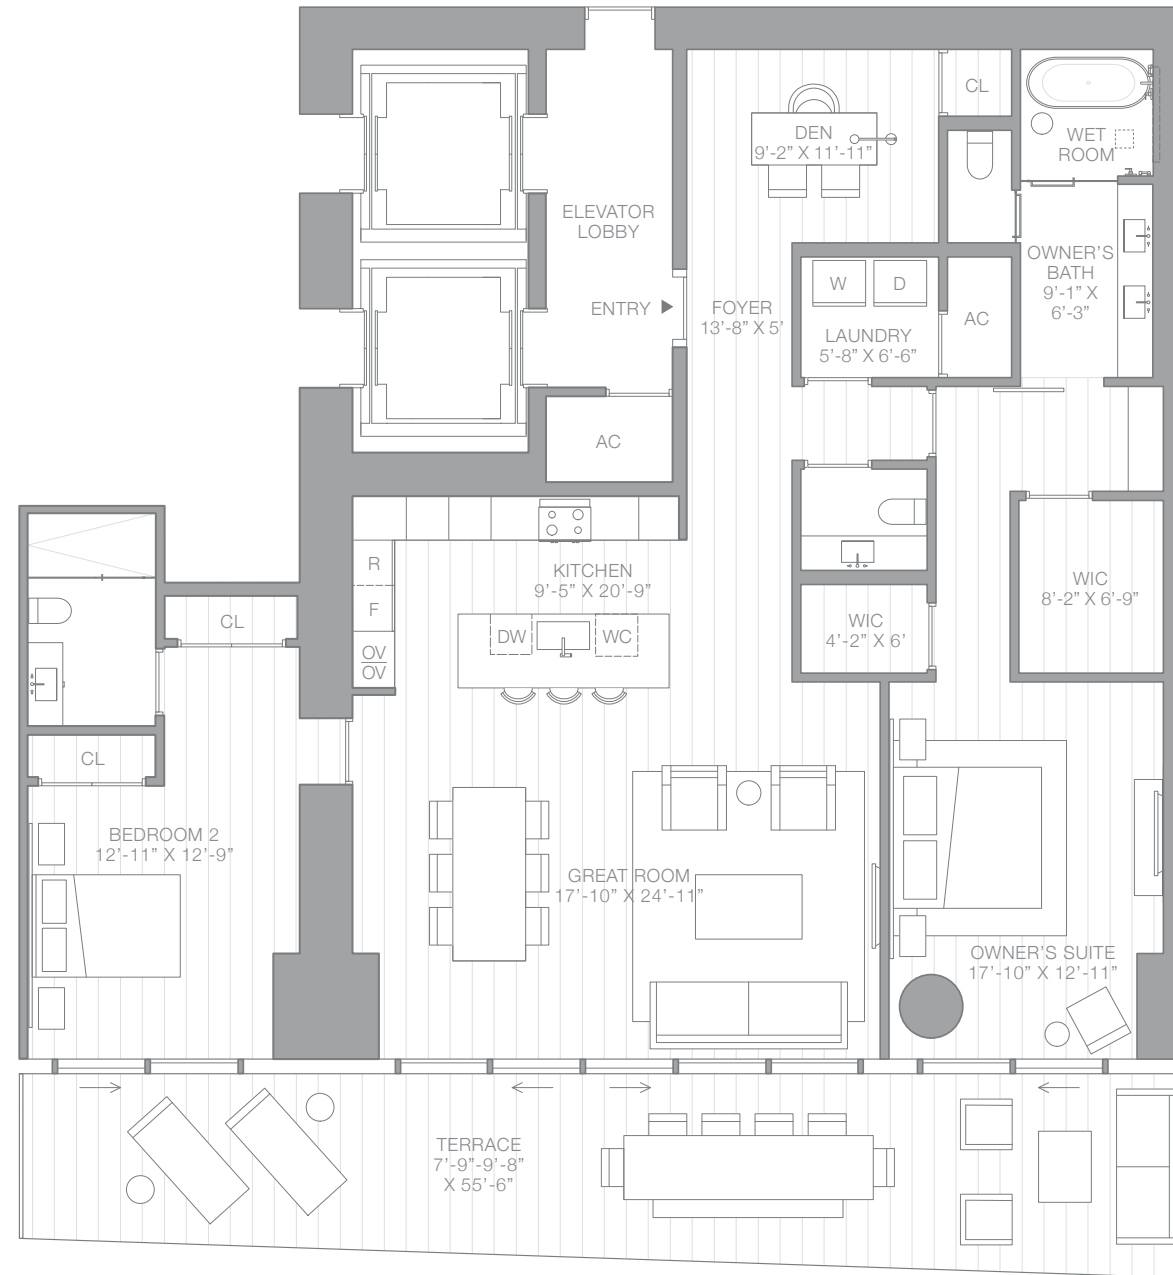 CL
DEN
9'-2” X 11'-11”
WET
ROOM
ELEVATOR
LOBBY
OWNER'S
BATH
9'-1” X
6'-3”
W
D
ENTRY
FOYER
13'-8” X 5'
AC
LAUNDRY
5'-8” X 6'-6”
AC
R
KITCHEN
9'-5” X 20'-9”
WIC
8'-2” X 6'-9”
F
CL
WIC
4'-2” X 6'
DW
WC
OV
OV
CL
BEDROOM 2
12'-11” X 12'-9”
GREAT ROOM
17'-10” X 24'-11”
OWNER'S SUITE
17'-10” X 12'-11”
TERRACE
7'-9”-9'-8”
X 55'-6”